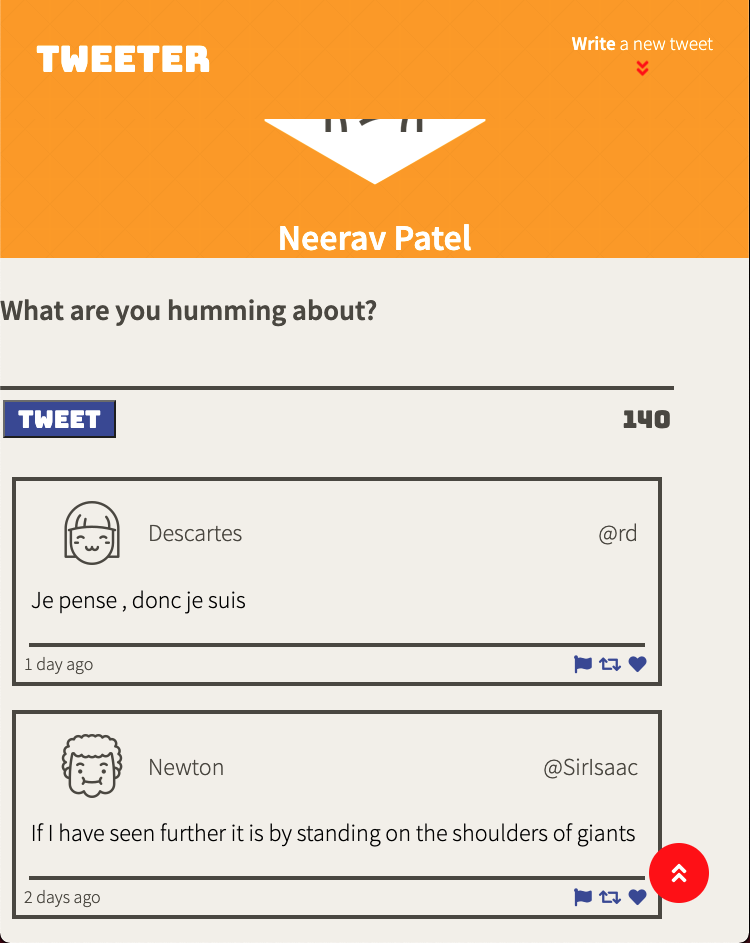 TWEETER
Write a new tweet
Neerav Patel
What are you humming about?
TWEET 140
Descartes @rd
Je pense , donc je suis
1 day ago
Newton @SirIsaac
If I have seen further it is by standing on the shoulders of giants
2 days ago